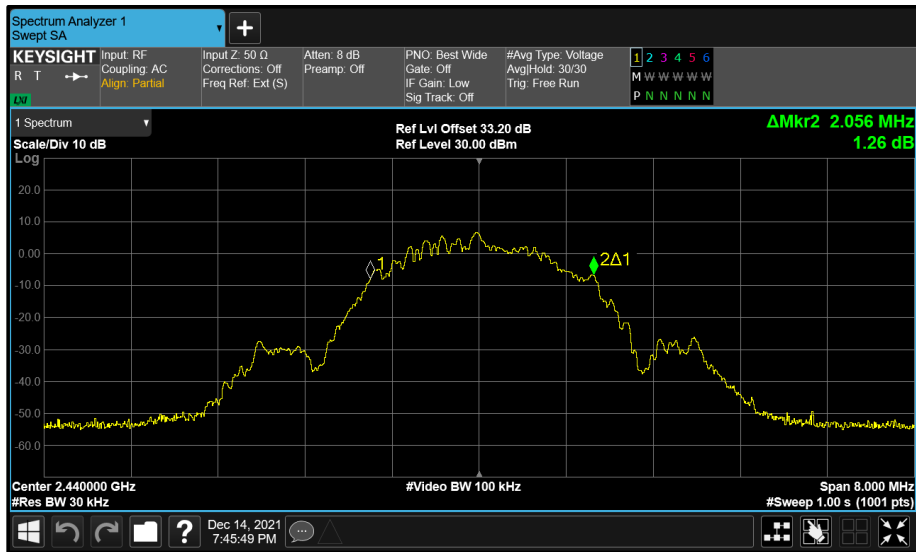 Spectrum Analyzer 1
Swept SA
KEYSIGHT
R T
LXI
Input: RF
Coupling: AC
Align: Partial
Input Z: 50 Ω
Corrections: Off
Freq Ref: Ext (S)
Atten: 8 dB
Preamp: Off
PNO: Best Wide
Gate: Off
IF Gain: Low
Sig Track: Off
#Avg Type: Voltage
Avg|Hold: 30/30
Trig: Free Run
1 2 3 4 5 6
M W W W W W
P N N N N N
1 Spectrum
Scale/Div 10 dB
Log
Ref Lvl Offset 33.20 dB
Ref Level 30.00 dBm
ΔMkr2 2.056 MHz
1.26 dB
20.0
10.0
0.00
-10.0
-20.0
-30.0
-40.0
-50.0
-60.0
1
2Δ1
Center 2.440000 GHz
#Res BW 30 kHz
#Video BW 100 kHz
Span 8.000 MHz
#Sweep 1.00 s (1001 pts)
?
Dec 14, 2021
7:45:49 PM